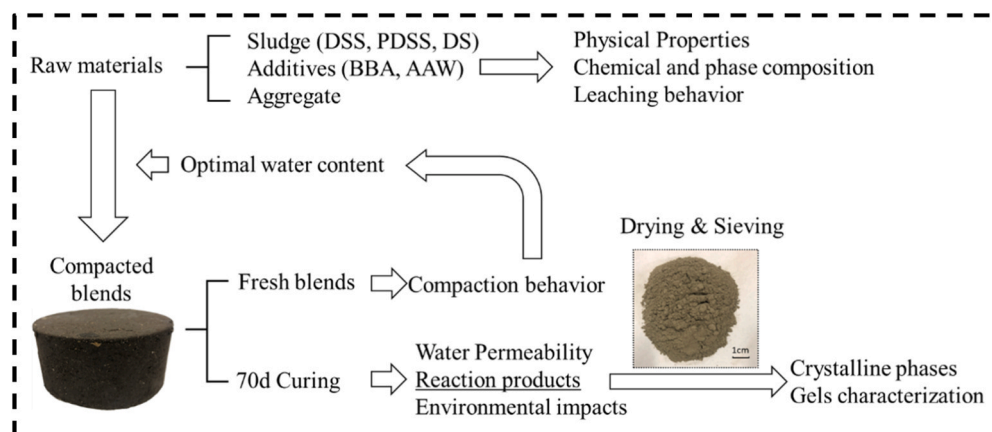 Raw materials
Sludge (DSS, PDSS, DS)
Additives (BBA, AAW)
Aggregate
Physical Properties
Chemical and phase composition
Leaching behavior
Optimal water content
Compacted
blends
Fresh blends
Compaction behavior
Drying & Sieving
1cm
70d Curing
Water Permeability
Reaction products
Environmental impacts
Crystalline phases
Gels characterization